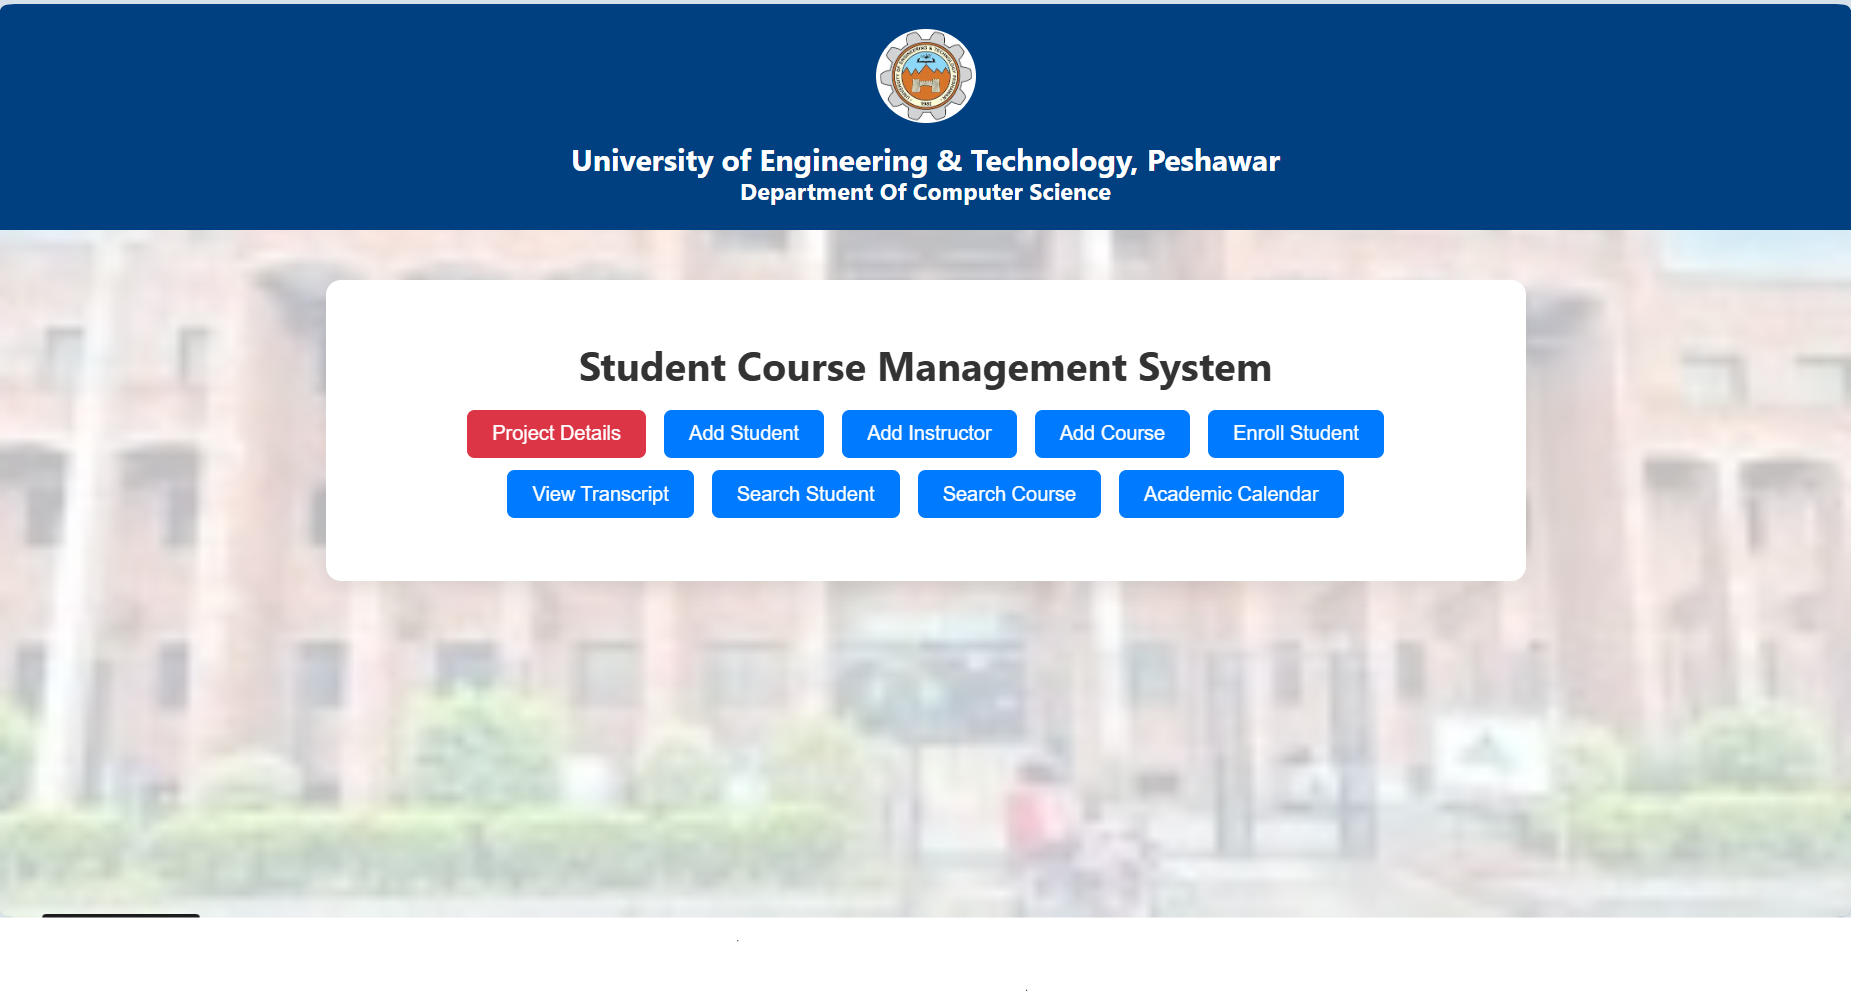 University of Engineering & Technology, Peshawar
Department Of Computer Science
Student Course Management System
Project Details
Add Student
Add Instructor
Add Course
Enroll Student
View Transcript
Search Student
Search Course
Academic Calendar